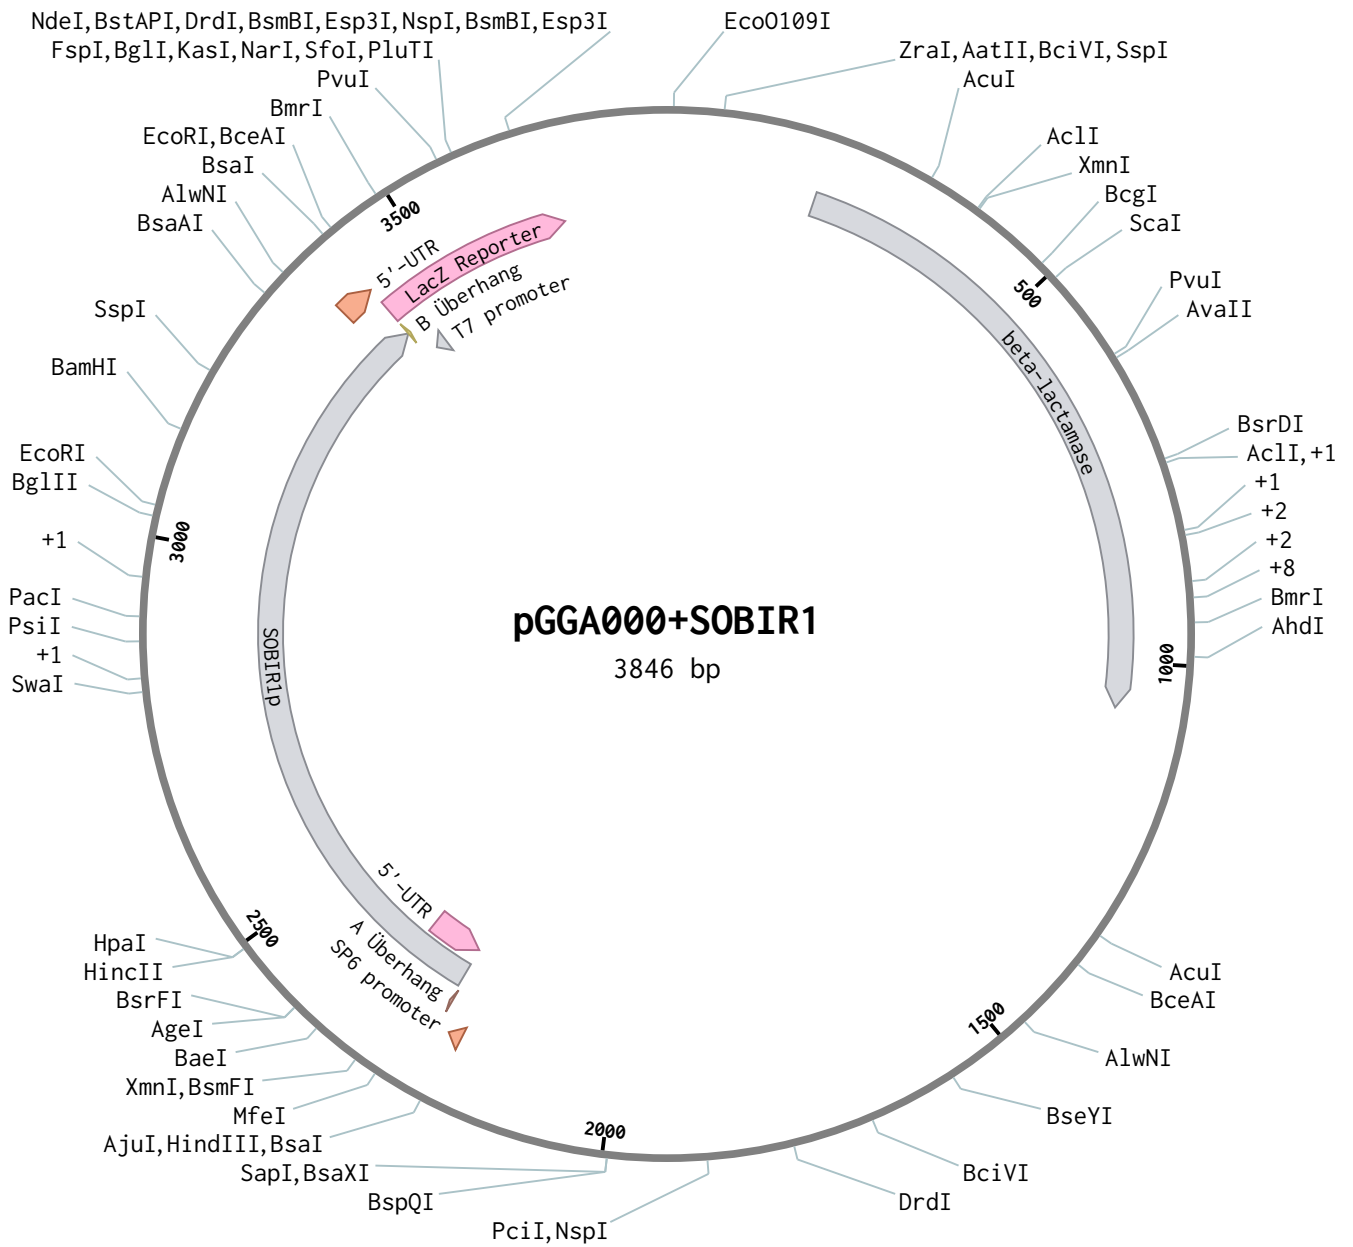 NdeI,BstAPI,DrdI,BsmBI,Esp3I,NspI,BsmBI,Esp3I
EcoO109I
FspI,BglI,KasI,NarI,SfoI,PluTI
ZraI,AatII,BciVI,SspI
PvuI
AcuI
BmrI
EcoRI,BceAI
AclI
BsaI
XmnI
AlwNI
BcgI
BsaAI
ScaI
3500
5'-UTR
LacZ Reporter
B Überhang
T7 promoter
500
PvuI
SspI
AvaII
BamHI
beta-lactamase
BsrDI
EcoRI
AclI,+1
BglII
+1
+2
3000
+1
+2
+8
PacI
BmrI
PsiI
AhdI
pGGA000+SOBIR1
3846 bp
+1
SwaI
SOBIR1p
1000
5'-UTR
A Überhang
SP6 promoter
2500
HpaI
HincII
AcuI
BsrFI
BceAI
AgeI
1500
BaeI
AlwNI
XmnI,BsmFI
MfeI
BseYI
AjuI,HindIII,BsaI
2000
SapI,BsaXI
BciVI
BspQI
DrdI
PciI,NspI